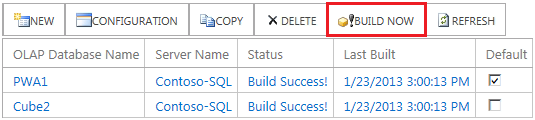 NEW CONFIGURATION COPY DELETE BUILD NOW REFRESH
OLAP Database Name Server Name Status Last Built Default
PWA1 Contoso-SQL Build Success! 1/23/2013 3:00:13 PM
Cube2 Contoso-SQL Build Success! 1/23/2013 3:00:13 PM